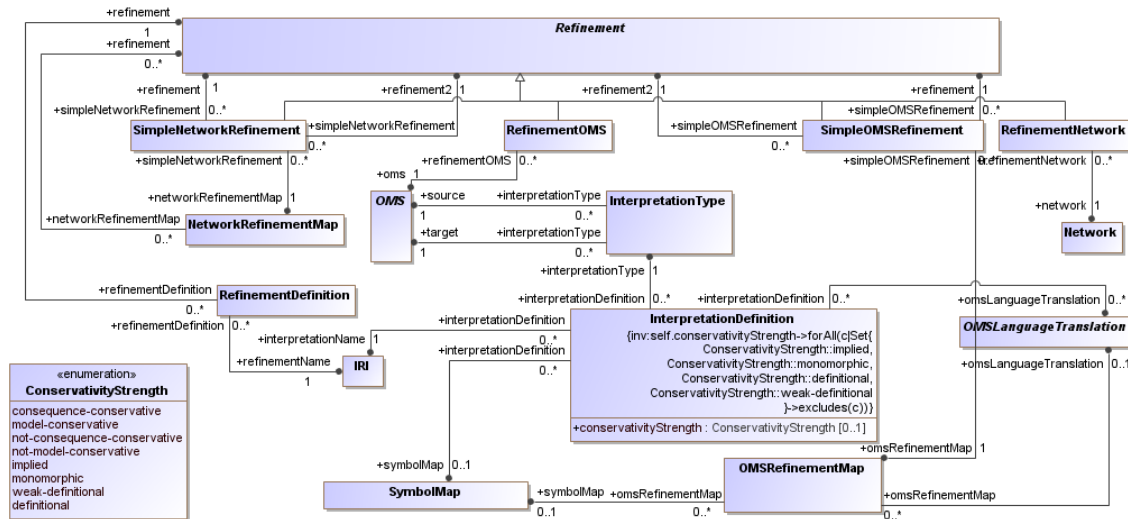 +refinement
1
Refinement
+refinement
0..*
+refinement 1
+refinement2 1
+refinement2 1
+refinement 1
+simpleNetworkRefinement 0..*
+simpleNetworkRefinement
0..*
+simpleOMSRefinement
0..*
+simpleOMSRefinement 0..*
SimpleNetworkRefinement
RefinementOMS
SimpleOMSRefinement
RefinementNetwork
+simpleNetworkRefinement 0..*
+refinementOMS 0..*
+simpleOMSRefinement 0..*
+refinementNetwork 0..*
+oms 1
OMS
+source
1
+interpretationType
0..*
InterpretationType
+target
1
+interpretationType
0..*
+networkRefinementMap 1
+networkRefinementMap
0..*
NetworkRefinementMap
+network 1
Network
+interpretationType 1
+refinementDefinition
0..*
RefinementDefinition
+refinementDefinition 0..*
+interpretationDefinition 0..*
+interpretationDefinition
0..*
+omsLanguageTranslation 0..*
OMSLanguageTranslation
+omsLanguageTranslation 0..1
+interpretationDefinition
0..*
+interpretationName 1
+interpretationDefinition
0..*
+refinementName
1
IRI
InterpretationDefinition
{inv:self.conservativityStrength->forAll(c|Set{
ConservativityStrength::implied,
ConservativityStrength::monomorphic,
ConservativityStrength::definitional,
ConservativityStrength::weak-definitional
}->excludes(c))}
+conservativityStrength : ConservativityStrength [0..1]
«enumeration»
ConservativityStrength
consequence-conservative
model-conservative
not-consequence-conservative
not-model-conservative
implied
monomorphic
weak-definitional
definitional
+symbolMap 0..1
SymbolMap
+symbolMap
0..1
+omsRefinementMap
0..*
OMSRefinementMap
+omsRefinementMap 1
+omsRefinementMap
0..*